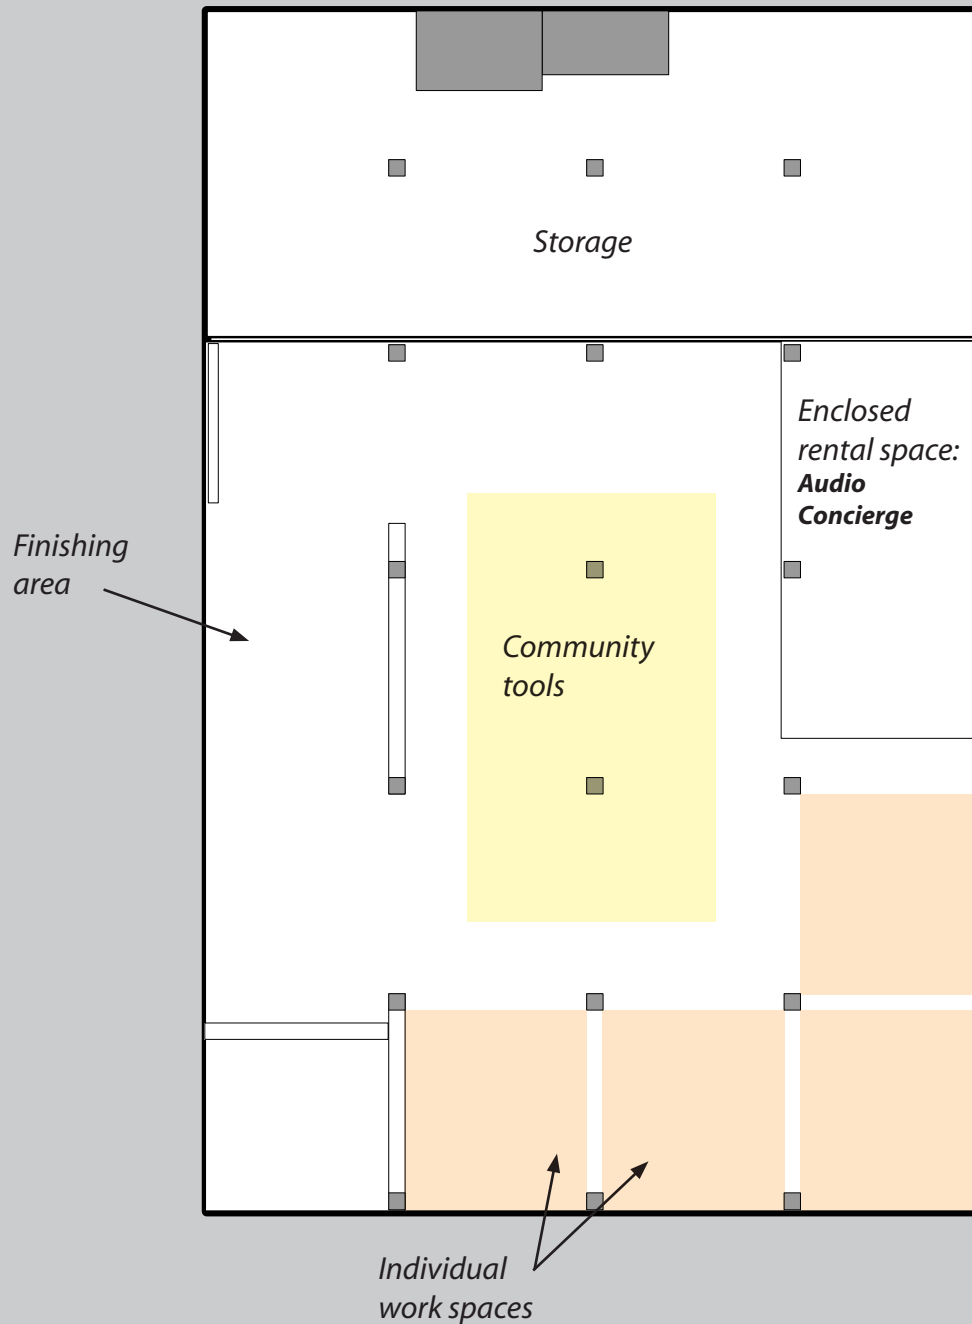 Storage
Enclosed
rental space:
Audio
Concierge
Finishing
area
Community
tools
Individual
work spaces